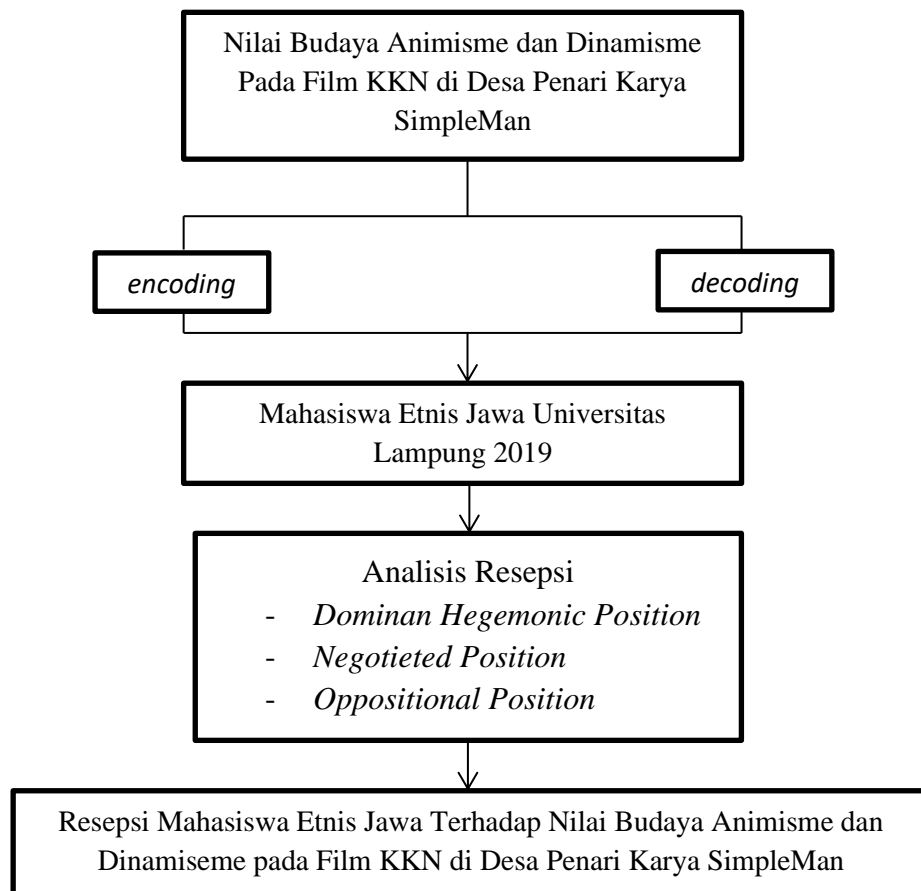 Nilai Budaya Animisme dan Dinamisme
Pada Film KKN di Desa Penari Karya
SimpleMan
encoding
decoding
Mahasiswa Etnis Jawa Universitas
Lampung 2019
Analisis Resepsi
- Dominan Hegemonic Position
- Negotieted Position
- Oppositional Position
Resepsi Mahasiswa Etnis Jawa Terhadap Nilai Budaya Animisme dan
Dinamiseme pada Film KKN di Desa Penari Karya SimpleMan